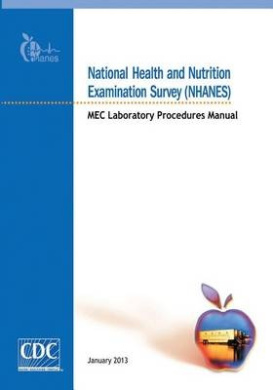 nhanes
National Health and Nutrition
Examination Survey (NHANES)
MEC Laboratory Procedures Manual
CDC
January 2013